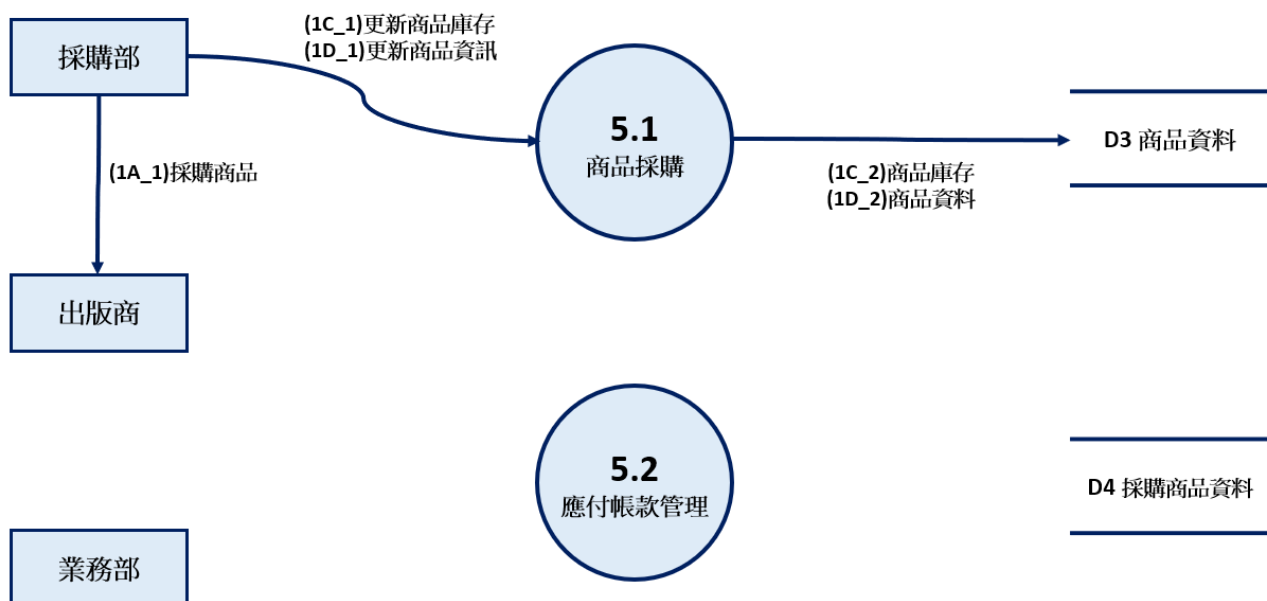 (1C_1)更新商品庫存
(1D_1)更新商品資訊
採購部
5.1
商品採購
D3 商品資料
(1A_1)採購商品
(1C_2)商品庫存
(1D_2)商品資料
出版商
5.2
應付帳款管理
D4 採購商品資料
業務部